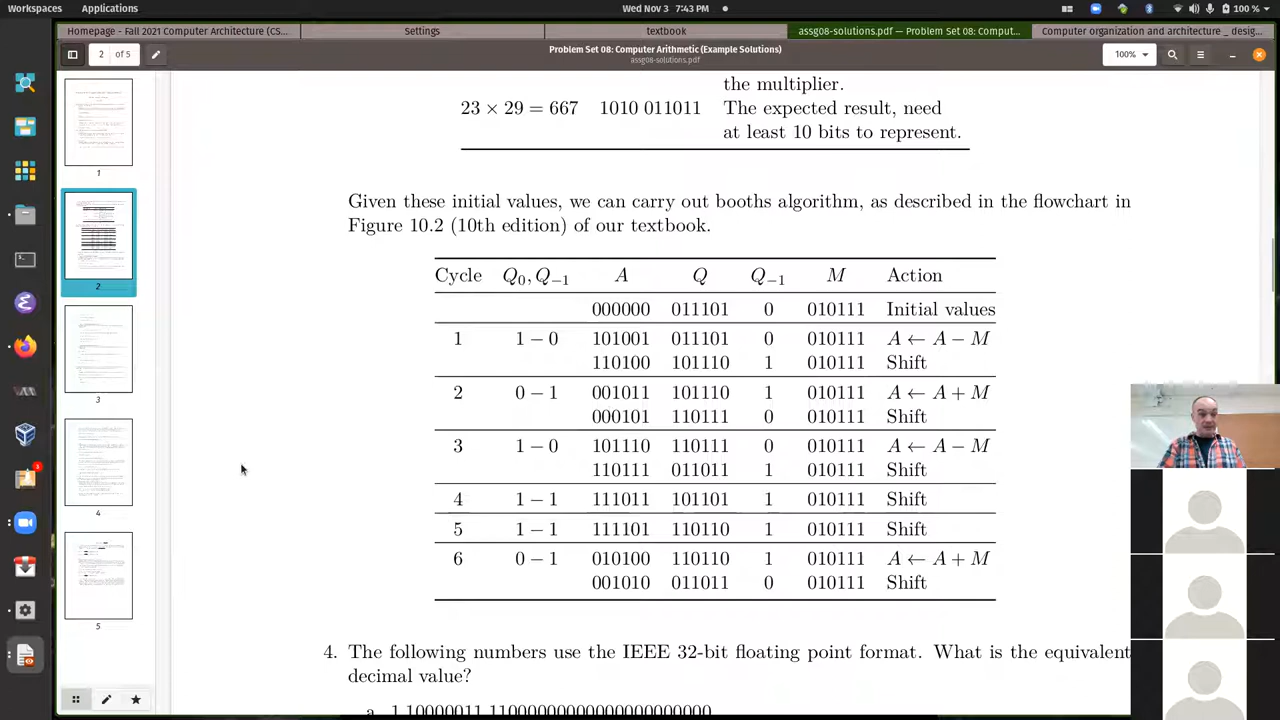 Workspaces Applications Wed Nov 3 7:43 PM 100 %
Homepage - Fall 2021 Computer Architecture (CS... Settings textbook assg08-solutions.pdf — Problem Set 08: Comput... Computer organization and architecture _ desig...
2 of 5 Problem Set 08: Computer Arithmetic (Example Solutions) 100%
assg08-solutions.pdf
the multiplier.
23 × 29 = 667 01010 011011 The expected result, need
at least 10 bits to represent.
Given these initial values, we can carry our booths algorithm, as described in the flowchart in
Figure 10.2 (10th edition) of our textbook.
Cycle Q0, Q−1 A Q Q−1 M Action
000000 011101 0 010111 Initial values
1 1 − 0 101001 011101 0 010111 A ← A − M
110100 101110 1 010111 Shift
2 0 − 1 001011 101110 1 010111 A ← A + M
000101 110111 0 010111 Shift
3 1 − 0 101110 110111 0 010111 A ← A − M
110111 011011 1 010111 Shift
4 1 − 1 111011 101101 1 010111 Shift
5 1 − 1 111101 110110 1 010111 Shift
6 0 − 1 010100 110110 1 010111 A ← A + M
001010 011011 0 010111 Shift
4. The following numbers use the IEEE 32-bit floating point format. What is the equivalent
decimal value?
1
2
3
4
5